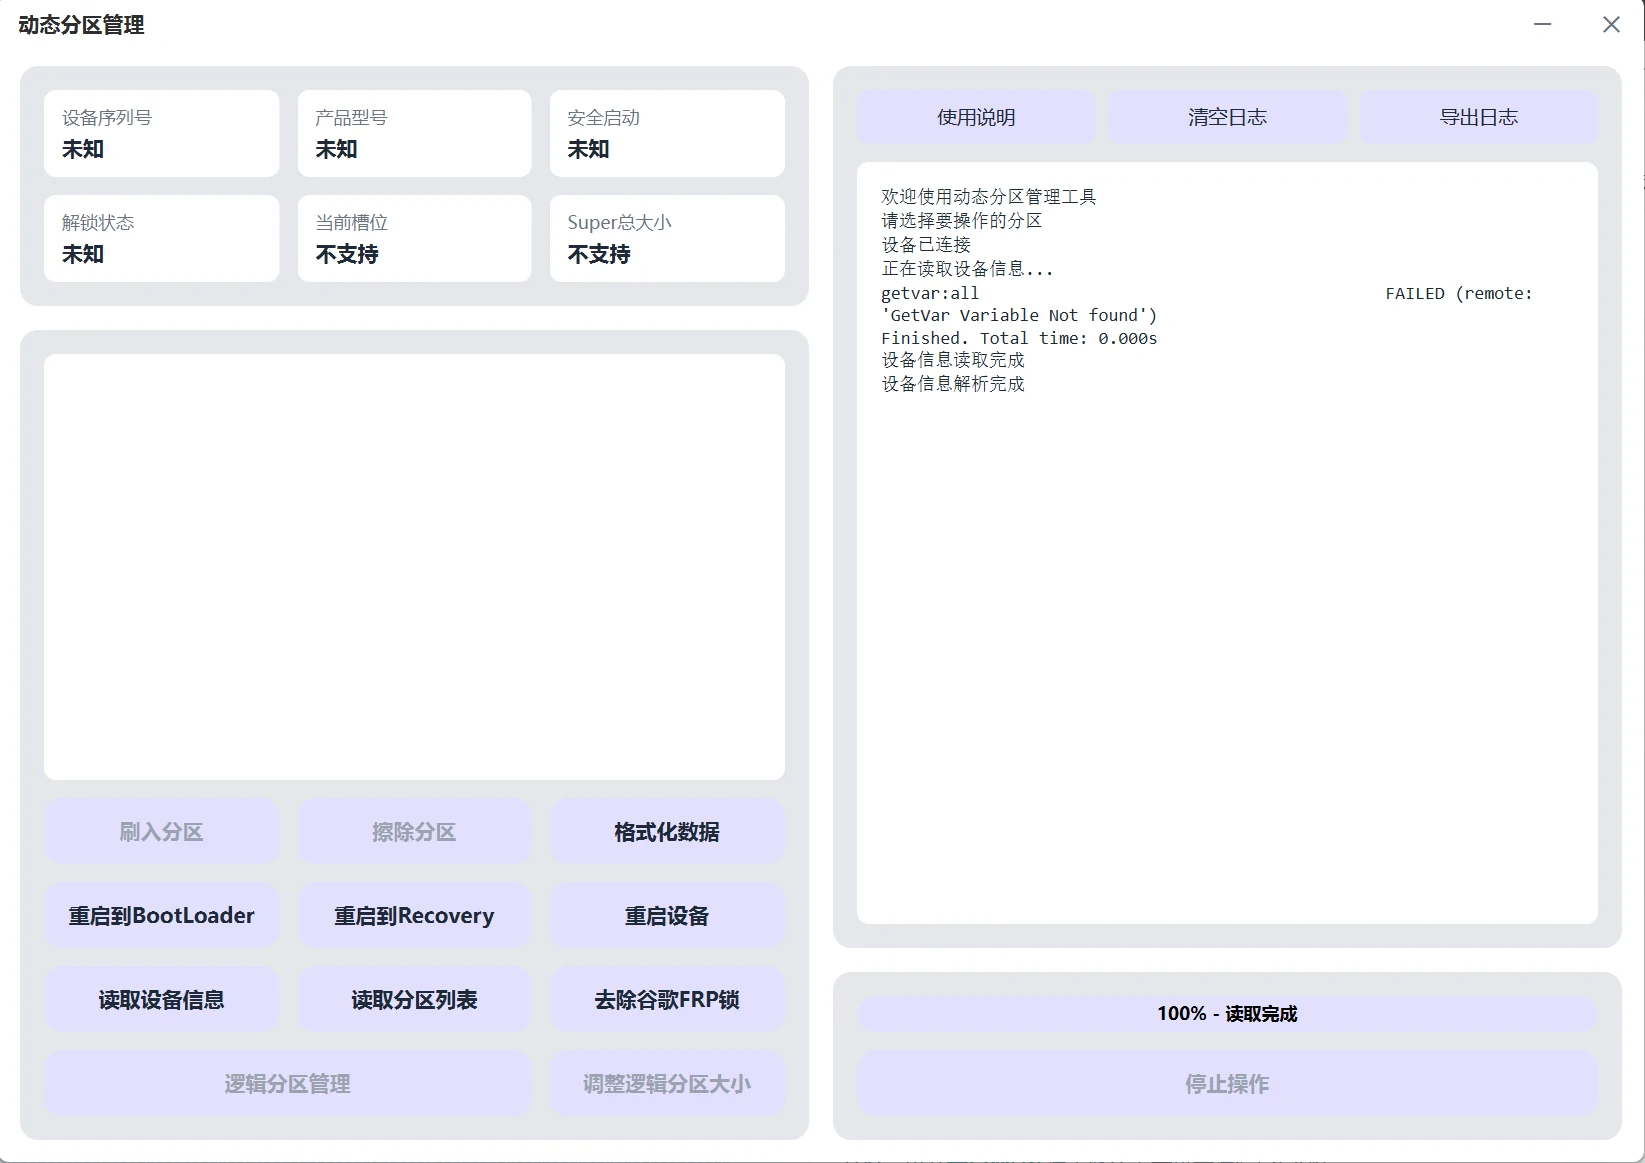 动态分区管理
设备序列号
未知
产品型号
未知
安全启动
未知
解锁状态
未知
当前槽位
不支持
Super总大小
不支持
刷入分区
擦除分区
格式化数据
重启到BootLoader
重启到Recovery
重启设备
读取设备信息
读取分区列表
去除谷歌FRP锁
逻辑分区管理
调整逻辑分区大小
使用说明
清空日志
导出日志
欢迎使用动态分区管理工具
请选择要操作的分区
设备已连接
正在读取设备信息...
getvar:all FAILED (remote:
'GetVar Variable Not found')
Finished. Total time: 0.000s
设备信息读取完成
设备信息解析完成
100% - 读取完成
停止操作